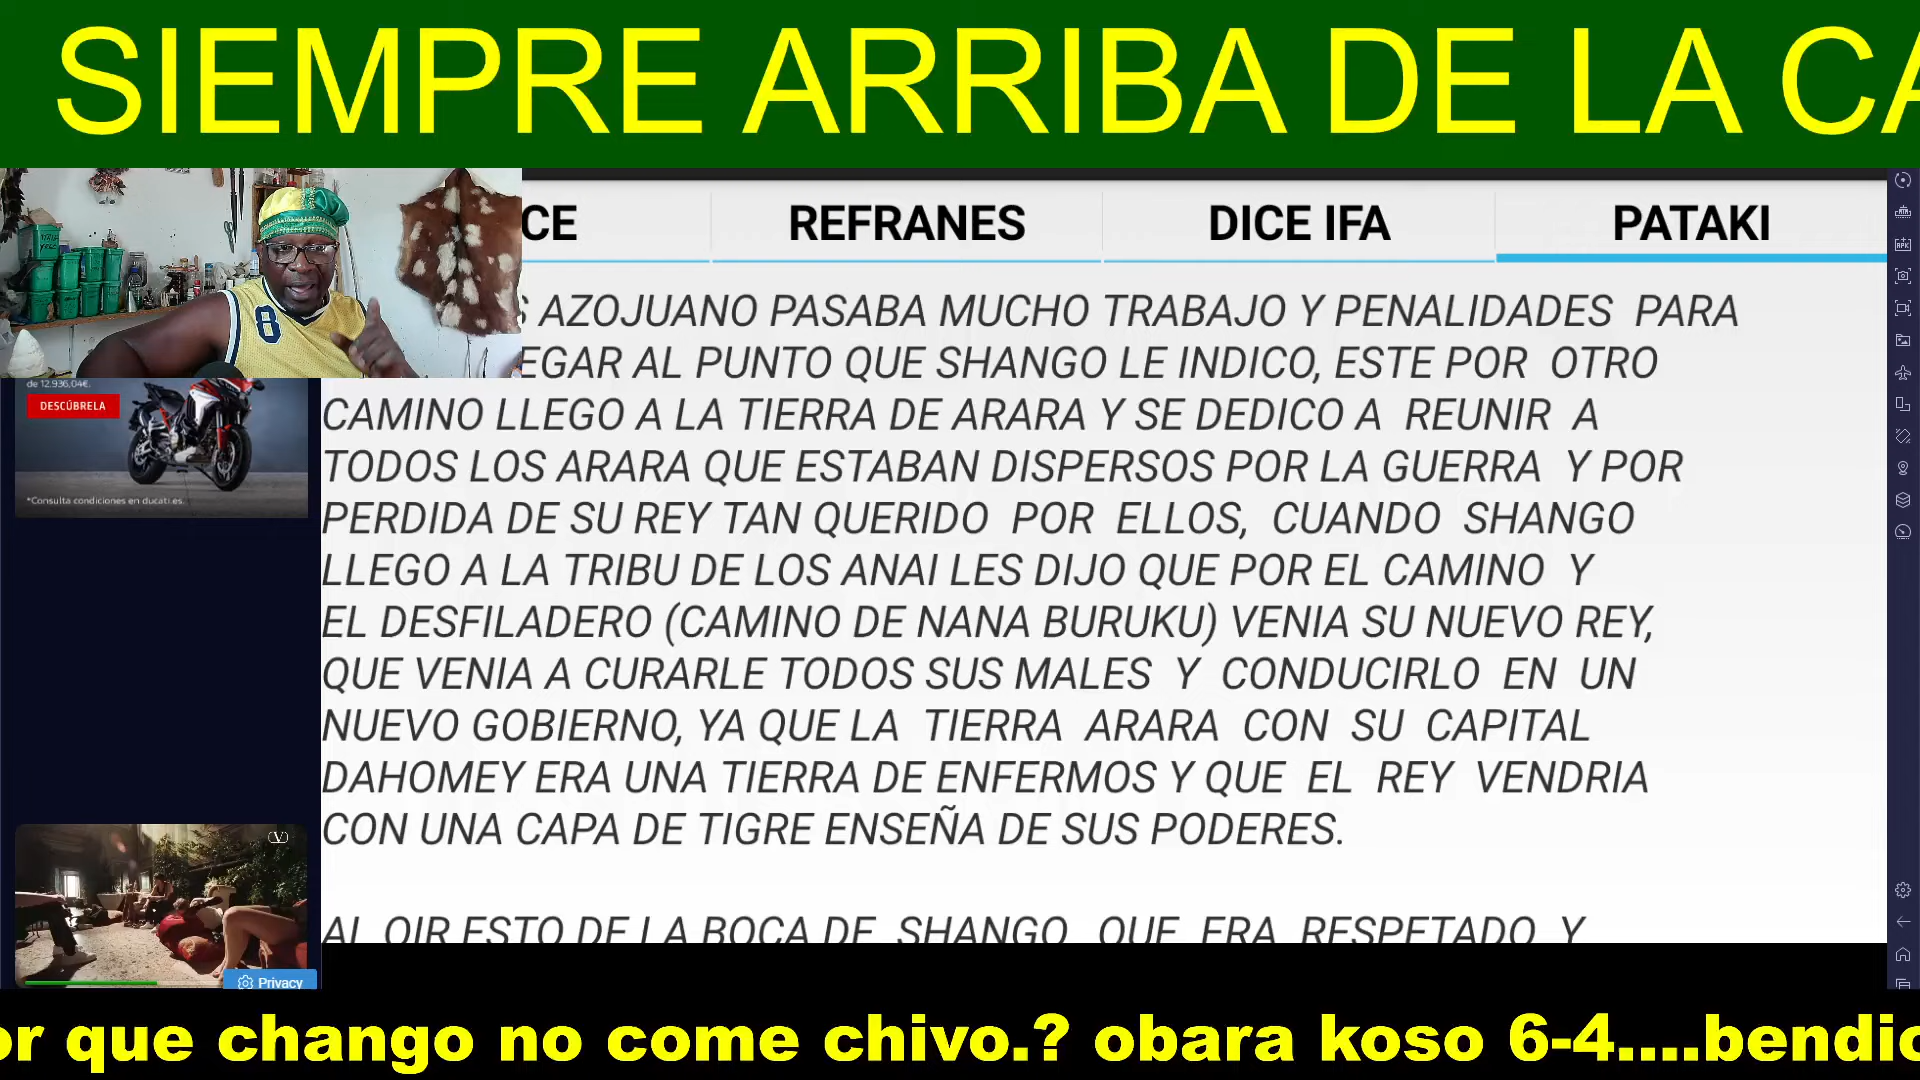 SIEMPRE ARRIBA DE LA CA
CE
REFRANES
DICE IFA
PATAKI
8
AZOJUANO PASABA MUCHO TRABAJO Y PENALIDADES PARA
EGAR AL PUNTO QUE SHANGO LE INDICO, ESTE POR OTRO
CAMINO LLEGO A LA TIERRA DE ARARA Y SE DEDICO A REUNIR A
TODOS LOS ARARA QUE ESTABAN DISPERSOS POR LA GUERRA Y POR
PERDIDA DE SU REY TAN QUERIDO POR ELLOS, CUANDO SHANGO
LLEGO A LA TRIBU DE LOS ANAI LES DIJO QUE POR EL CAMINO Y
EL DESFILADERO (CAMINO DE NANA BURUKU) VENIA SU NUEVO REY,
QUE VENIA A CURARLE TODOS SUS MALES Y CONDUCIRLO EN UN
NUEVO GOBIERNO, YA QUE LA TIERRA ARARA CON SU CAPITAL
DAHOMEY ERA UNA TIERRA DE ENFERMOS Y QUE EL REY VENDRIA
CON UNA CAPA DE TIGRE ENSEÑA DE SUS PODERES.
AL OIR ESTO DE LA BOCA DE SHANGO QUE ERA RESPETADO Y
de 12.936,04€.
DESCÚBRELA
*Consulta condiciones en ducati.es.
V
Privacy
or que chango no come chivo.? obara koso 6-4....bendic